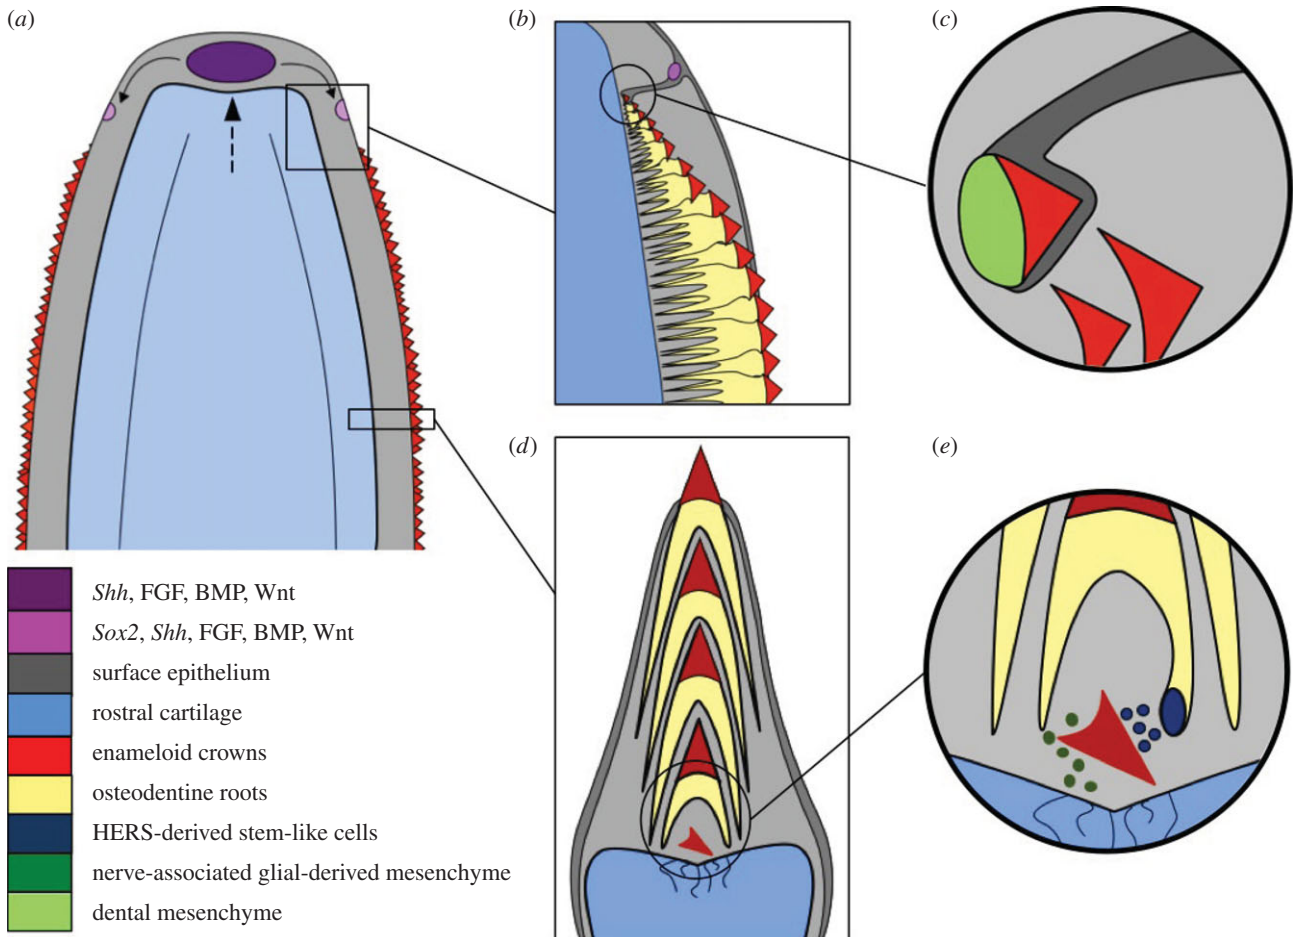 (a)
(b)
(c)
(d)
(e)
Shh, FGF, BMP, Wnt
Sox2, Shh, FGF, BMP, Wnt
surface epithelium
rostral cartilage
enameloid crowns
osteodentine roots
HERS-derived stem-like cells
nerve-associated glial-derived mesenchyme
dental mesenchyme